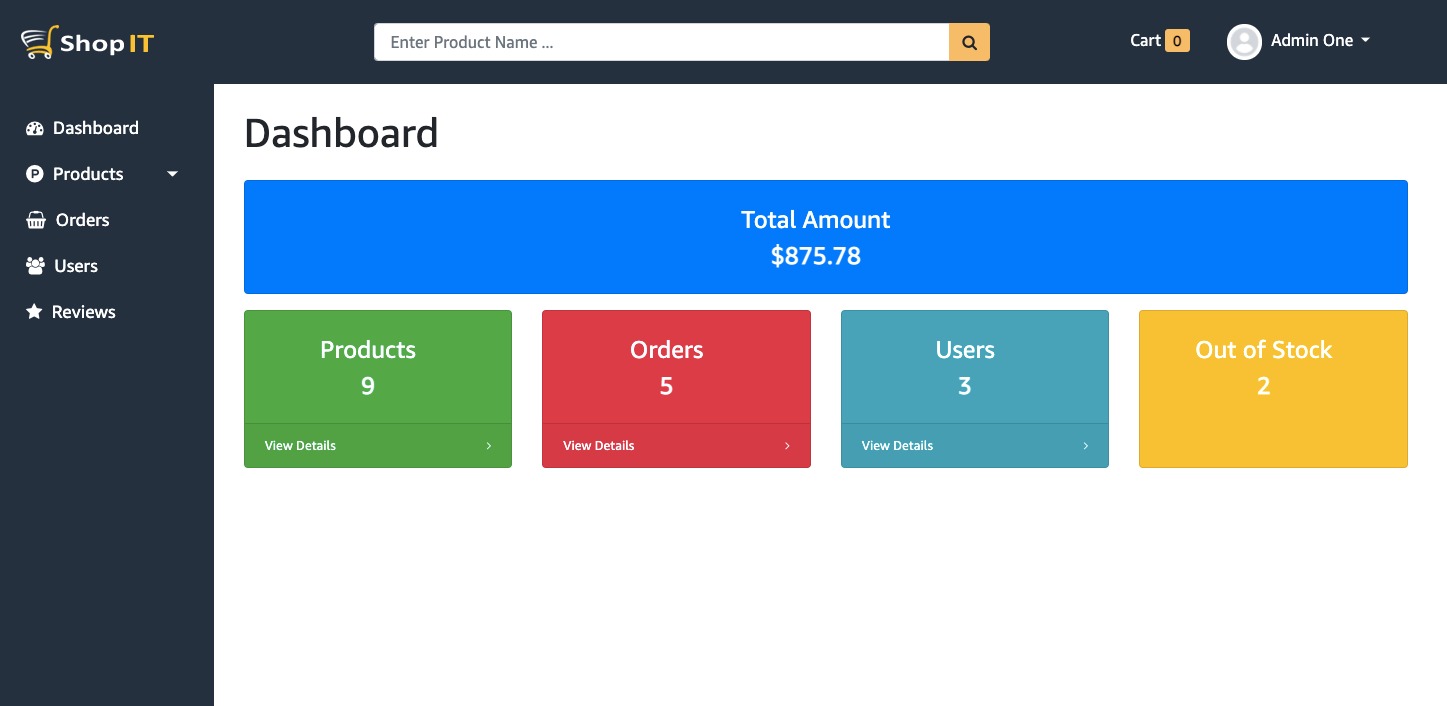 Shop IT
Enter Product Name ...
Cart 0
Admin One
Dashboard
Products
Orders
Users
Reviews
Dashboard
Total Amount
$875.78
Products
9
View Details
Orders
5
View Details
Users
3
View Details
Out of Stock
2